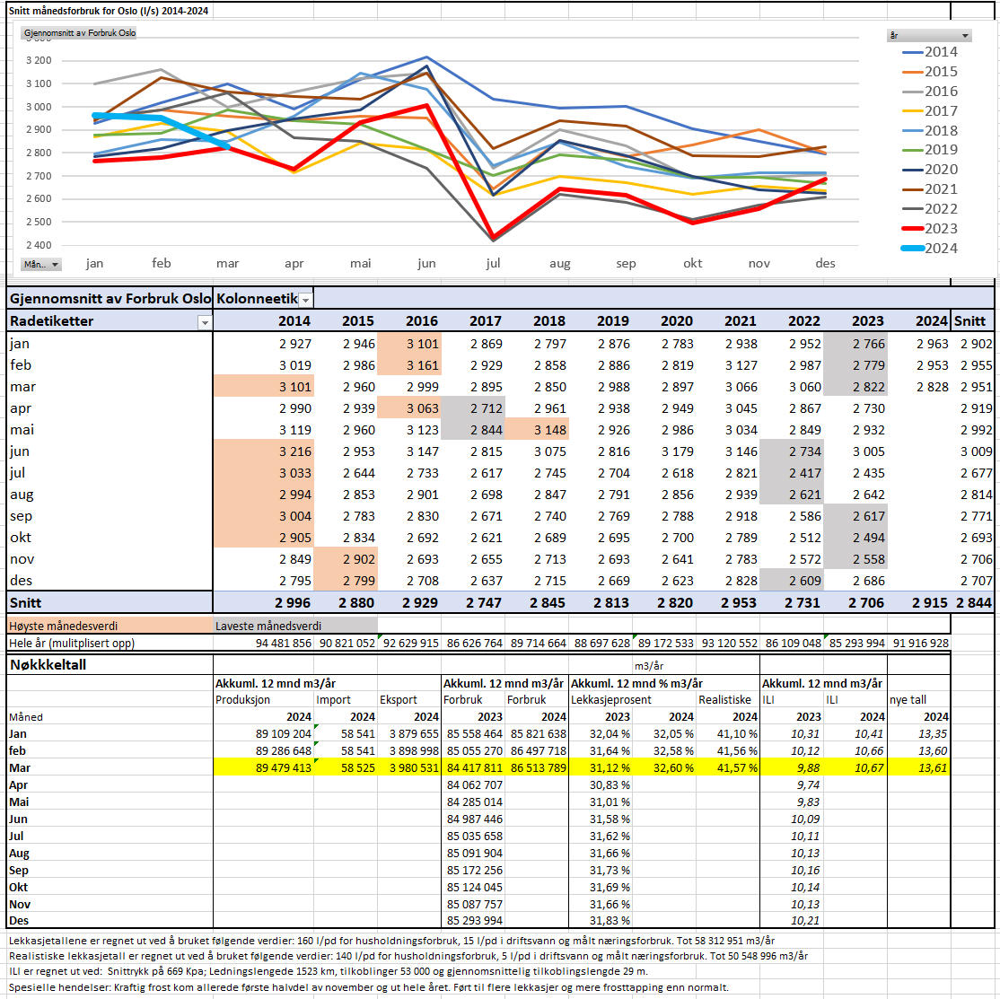 Snitt månedsforbruk for Oslo (l/s) 2014-2024
Gjennomsnitt av Forbruk Oslo
år
3 200
3 100
3 000
2 900
2 800
2 700
2 600
2 500
2 400
2014
2015
2016
2017
2018
2019
2020
2021
2022
2023
2024
Mån... jan feb mar apr mai jun jul aug sep okt nov des
Gjennomsnitt av Forbruk Oslo Kolonneetik
Radetiketter 2014 2015 2016 2017 2018 2019 2020 2021 2022 2023 2024 Snitt
jan 2 927 2 946 3 101 2 869 2 797 2 876 2 783 2 938 2 952 2 766 2 963 2 902
feb 3 019 2 986 3 161 2 929 2 858 2 886 2 819 3 127 2 987 2 779 2 953 2 955
mar 3 101 2 960 2 999 2 895 2 850 2 988 2 897 3 066 3 060 2 822 2 828 2 951
apr 2 990 2 939 3 063 2 712 2 961 2 938 2 949 3 045 2 867 2 730 2 919
mai 3 119 2 960 3 123 2 844 3 148 2 926 2 986 3 034 2 849 2 932 2 992
jun 3 216 2 953 3 147 2 815 3 075 2 816 3 179 3 146 2 734 3 005 3 009
jul 3 033 2 644 2 733 2 617 2 745 2 704 2 618 2 821 2 417 2 435 2 677
aug 2 994 2 853 2 901 2 698 2 847 2 791 2 856 2 939 2 621 2 642 2 814
sep 3 004 2 783 2 830 2 671 2 740 2 769 2 788 2 918 2 586 2 617 2 771
okt 2 905 2 834 2 692 2 621 2 689 2 695 2 700 2 789 2 512 2 494 2 693
nov 2 849 2 902 2 693 2 655 2 713 2 693 2 641 2 783 2 572 2 558 2 706
des 2 795 2 799 2 708 2 637 2 715 2 669 2 623 2 828 2 609 2 686 2 707
Snitt 2 996 2 880 2 929 2 747 2 845 2 813 2 820 2 953 2 731 2 706 2 915 2 844
Høyste månedesverdi Laveste månedsverdi
Hele år (mulitplisert opp) 94 481 856 90 821 052 92 629 915 86 626 764 89 714 664 88 697 628 89 172 533 93 120 552 86 109 048 85 293 994 91 916 928
Nøkkkeltall m3/år
Akkuml. 12 mnd m3/år Akkuml. 12 mnd m3/år Akkuml. 12 mnd % m3/år Akkuml. 12 mnd m3/år
Produksjon Import Eksport Forbruk Forbruk Lekkasjeprosent Realistiske ILI ILI nye tall
Måned 2024 2024 2024 2023 2024 2023 2024 2024 2023 2024 2024
Jan 89 109 204 58 541 3 879 655 85 558 464 85 821 638 32,04 % 32,05 % 41,10 % 10,31 10,41 13,35
feb 89 286 648 58 541 3 898 998 85 055 270 86 497 718 31,64 % 32,58 % 41,56 % 10,12 10,66 13,60
Mar 89 479 413 58 525 3 980 531 84 417 811 86 513 789 31,12 % 32,60 % 41,57 % 9,88 10,67 13,61
Apr 84 062 707 30,83 % 9,74
Mai 84 285 014 31,01 % 9,83
Jun 84 987 446 31,58 % 10,09
Jul 85 035 658 31,62 % 10,11
Aug 85 091 904 31,66 % 10,13
Sep 85 172 256 31,73 % 10,16
Okt 85 124 045 31,69 % 10,14
Nov 85 087 757 31,66 % 10,13
Des 85 293 994 31,83 % 10,21
Lekkasjetallene er regnet ut ved å bruket følgende verdier: 160 l/pd for husholdningsforbruk, 15 l/pd i driftsvann og målt næringsforbruk. Tot 58 312 951 m3/år
Realistiske lekkasjetall er regnet ut ved å bruket følgende verdier: 140 l/pd for husholdningsforbruk, 5 l/pd i driftsvann og målt næringsforbruk. Tot 50 548 996 m3/år
ILI er regnet ut ved: Snittrykk på 669 Kpa; Ledningslengede 1523 km, tilkoblinger 53 000 og gjennomsnittelig tilkoblingslengde 29 m.
Spesielle hendelser: Kraftig frost kom allerede første halvdel av november og ut hele året. Ført til flere lekkasjer og mere frosttapping enn normalt.